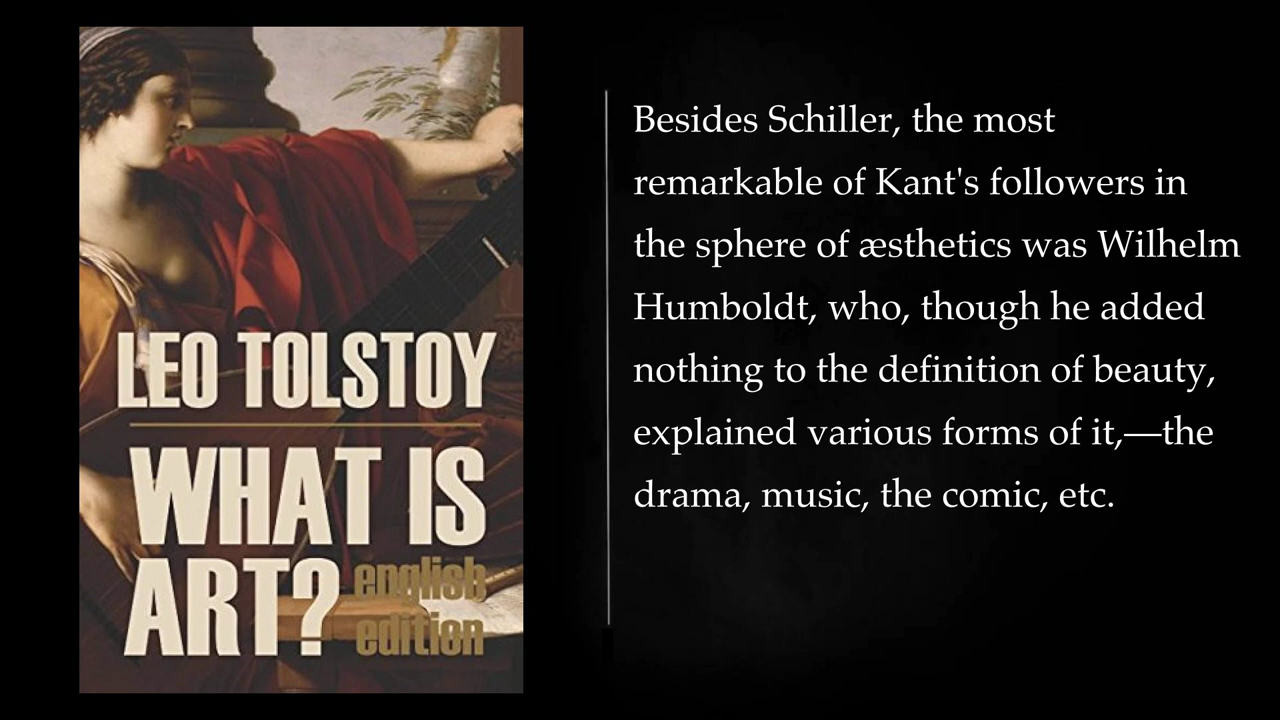 LEO TOLSTOY
WHAT IS
ART?
english
edition
Besides Schiller, the most
remarkable of Kant's followers in
the sphere of æsthetics was Wilhelm
Humboldt, who, though he added
nothing to the definition of beauty,
explained various forms of it,—the
drama, music, the comic, etc.